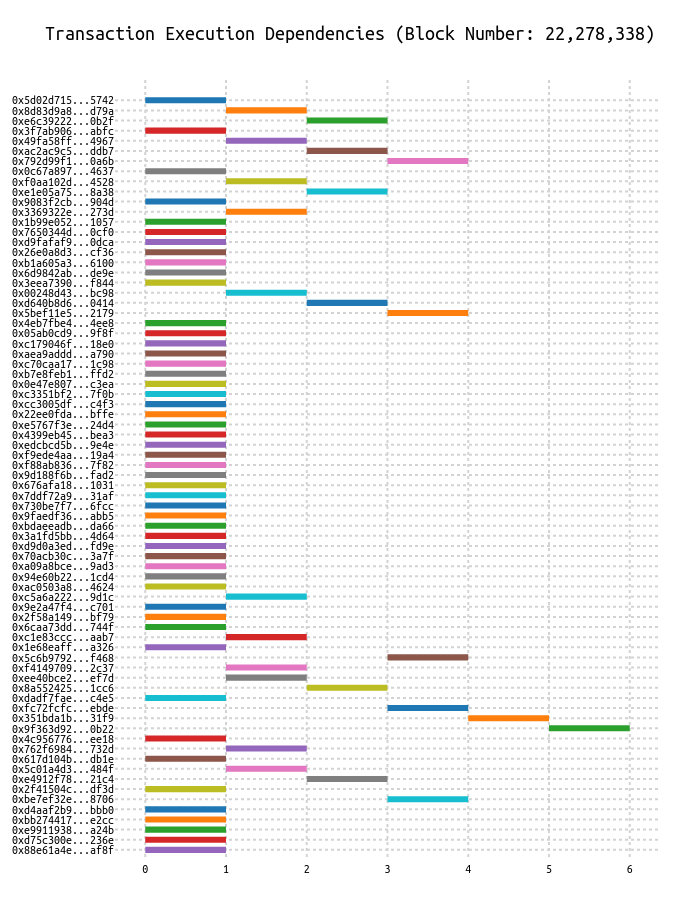 Transaction Execution Dependencies (Block Number: 22,278,338)
0x5d02d715...5742
0x8d83d9a8...d79a
0xe6c39222...0b2f
0x3f7ab906...abfc
0x49fa58ff...4967
0xac2ac9c5...ddb7
0x792d99f1...0a6b
0x0c67a897...4637
0xf0aa102d...4528
0xe1e05a75...8a38
0x9083f2cb...904d
0x3369322e...273d
0x1b99e052...1057
0x7650344d...0cf0
0xd9fafaf9...0dca
0x26e0a8d3...cf36
0xb1a605a3...6100
0x6d9842ab...de9e
0x3eea7390...f844
0x00248d43...bc98
0xd640b8d6...0414
0x5bef11e5...2179
0x4eb7fbe4...4ee8
0x05ab0cd9...9f8f
0xc179046f...18e0
0xaea9addd...a790
0xc70caa17...1c98
0xb7e8feb1...ffd2
0x0e47e807...c3ea
0xc3351bf2...7f0b
0xcc3005df...c4f3
0x22ee0fda...bffe
0xe5767f3e...24d4
0x4399eb45...bea3
0xedcbcd5b...9e4e
0xf9ede4aa...19a4
0xf88ab836...7f82
0x9d188f6b...fad2
0x676afa18...1031
0x7ddf72a9...31af
0x730be7f7...6fcc
0x9faedf36...abb5
0xbdaeeadb...da66
0x3a1fd5bb...4d64
0xd9d0a3ed...fd9e
0x70acb30c...3a7f
0xa09a8bce...9ad3
0x94e60b22...1cd4
0xac0503a8...4624
0xc5a6a222...9d1c
0x9e2a47f4...c701
0x2f58a149...bf79
0x6caa73dd...744f
0xc1e83ccc...aab7
0x1e68eaff...a326
0x5c6b9792...f468
0xf4149709...2c37
0xee40bce2...ef7d
0x8a552425...1cc6
0xdadf7fae...c4e5
0xfc72fcfc...ebde
0x351bda1b...31f9
0x9f363d92...0b22
0x4c956776...ee18
0x762f6984...732d
0x617d104b...db1e
0x5c01a4d3...484f
0xe4912f78...21c4
0x2f41504c...df3d
0xbe7ef32e...8706
0xd4aaf2b9...bbb0
0xbb274417...e2cc
0xe9911938...a24b
0xd75c300e...236e
0x88e61a4e...af8f
0 1 2 3 4 5 6